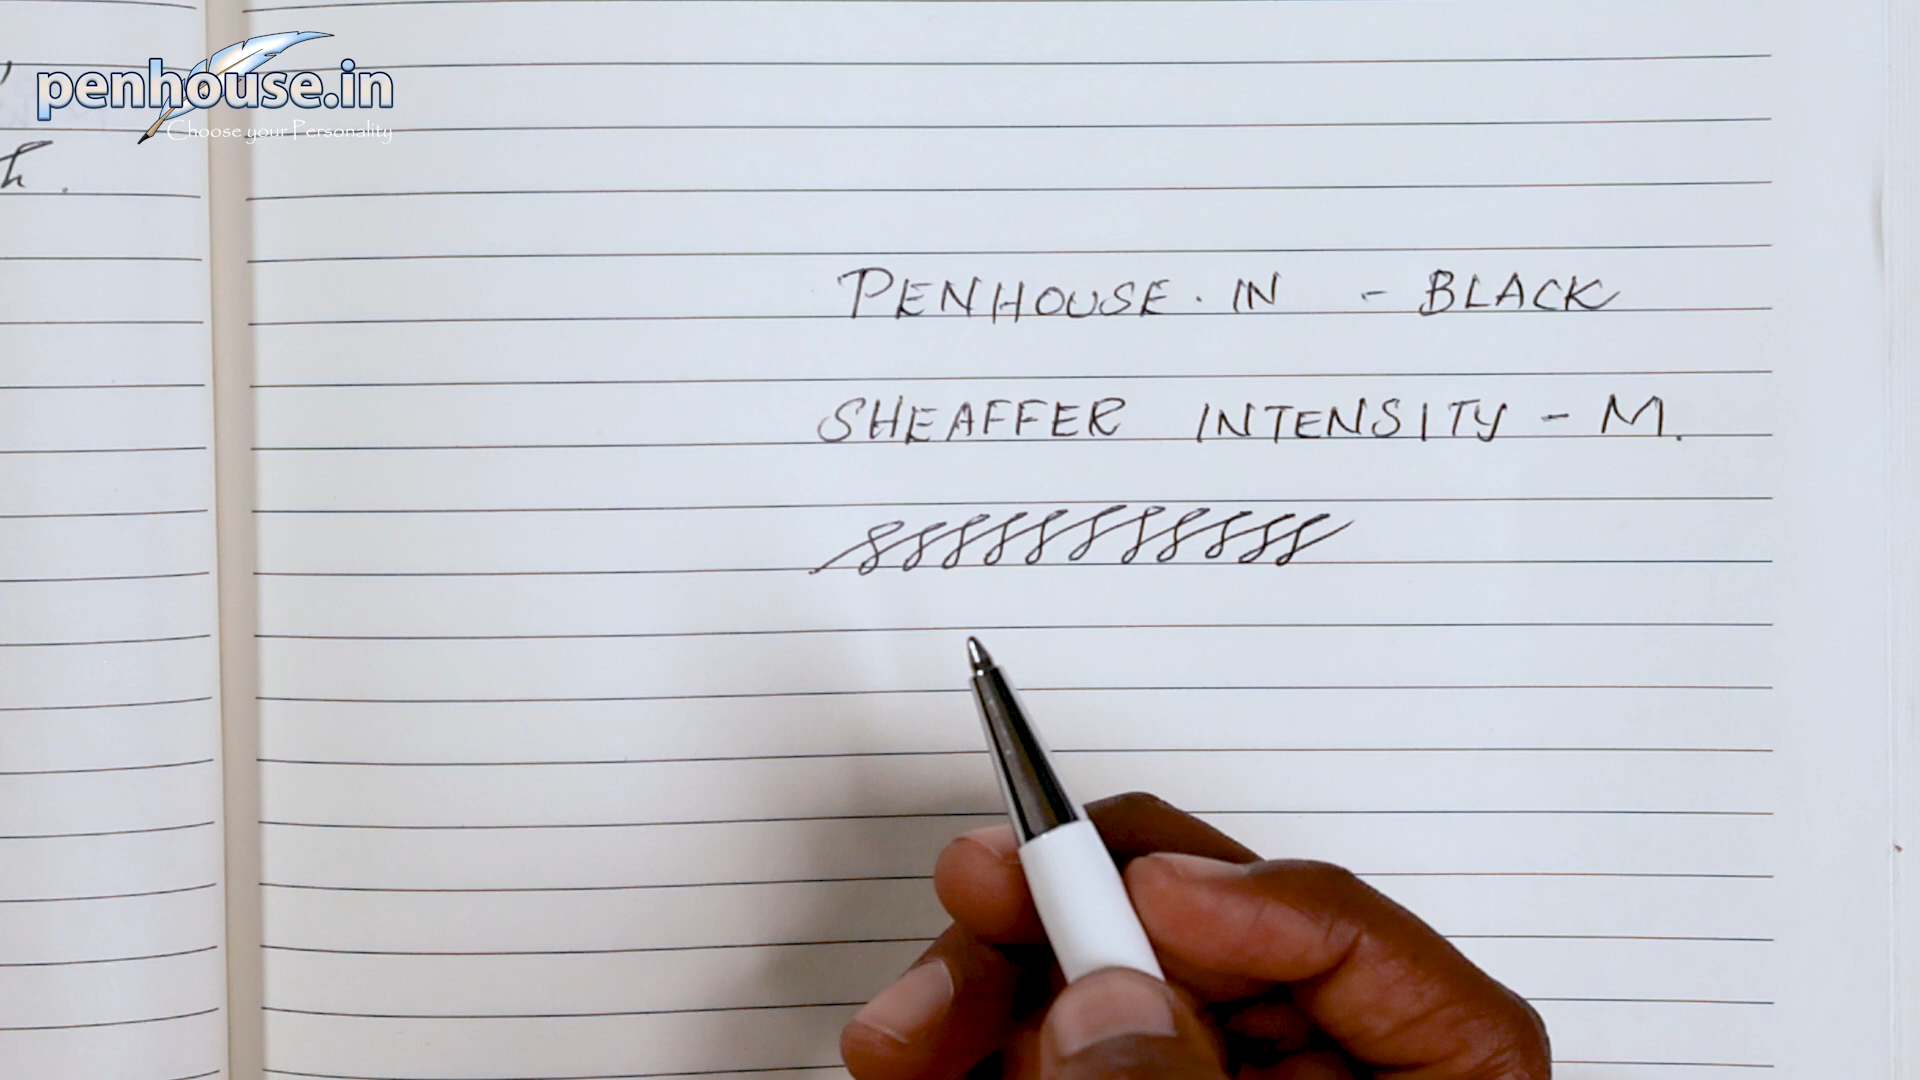 penhouse.in
Choose your Personality
PENHOUSE.IN - BLACK
SHEAFFER INTENSITY - M.